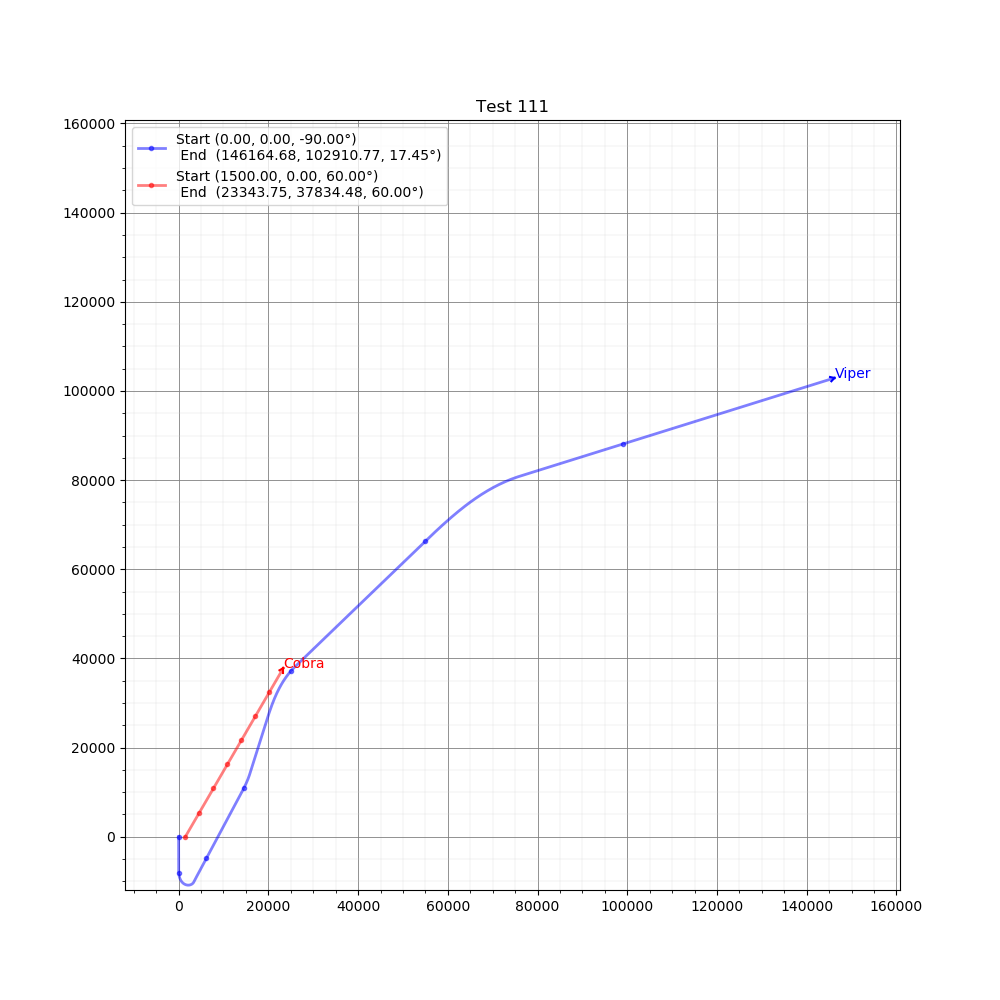 Test 111
Start (0.00, 0.00, -90.00°)
End  (146164.68, 102910.77, 17.45°)
Start (1500.00, 0.00, 60.00°)
End  (23343.75, 37834.48, 60.00°)
160000
140000
120000
100000
80000
60000
40000
20000
0
Viper
Cobra
0 20000 40000 60000 80000 100000 120000 140000 160000